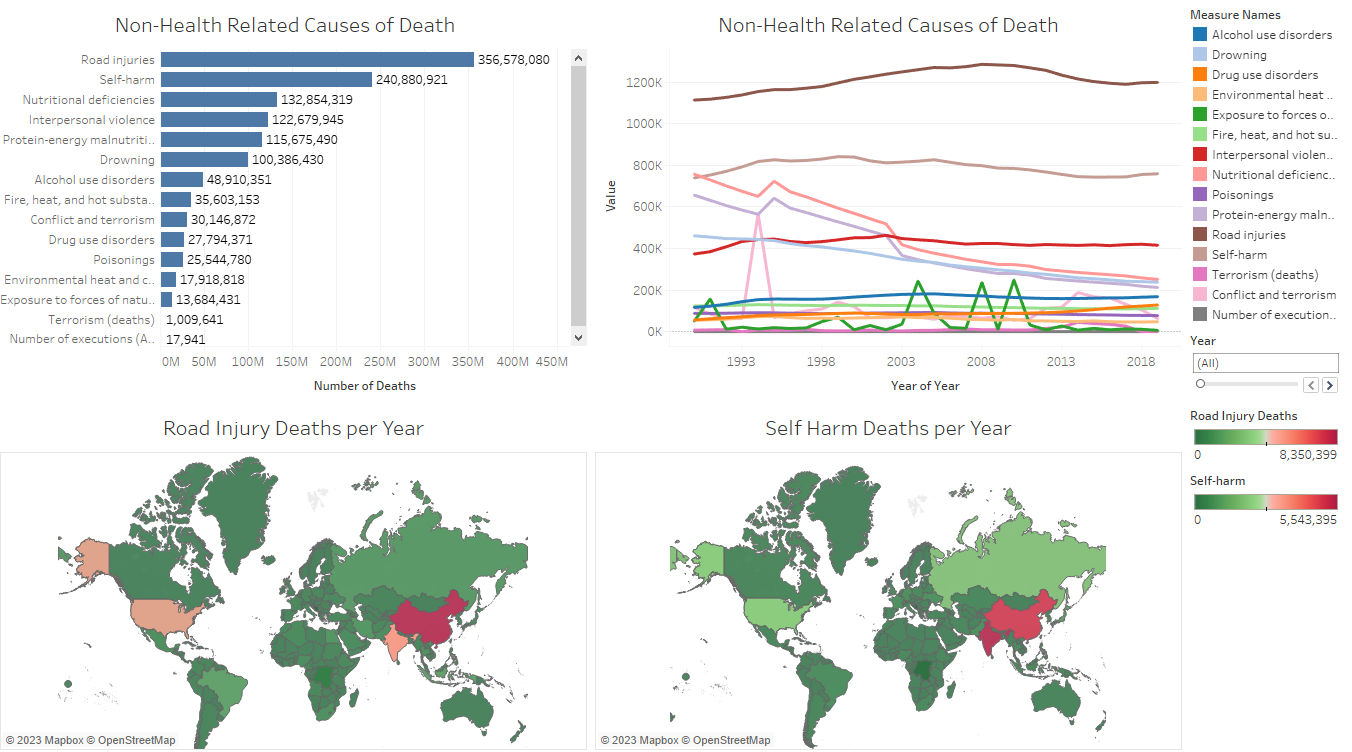 Non-Health Related Causes of Death
Road injuries 356,578,080
Self-harm 240,880,921
Nutritional deficiencies 132,854,319
Interpersonal violence 122,679,945
Protein-energy malnutriti.. 115,675,490
Drowning 100,386,430
Alcohol use disorders 48,910,351
Fire, heat, and hot substa.. 35,603,153
Conflict and terrorism 30,146,872
Drug use disorders 27,794,371
Poisonings 25,544,780
Environmental heat and c.. 17,918,818
Exposure to forces of natu.. 13,684,431
Terrorism (deaths) 1,009,641
Number of executions (A.. 17,941
0M 50M 100M 150M 200M 250M 300M 350M 400M 450M
Number of Deaths
Non-Health Related Causes of Death
Value
1200K
1000K
800K
600K
400K
200K
0K
1993 1998 2003 2008 2013 2018
Year of Year
Measure Names
Alcohol use disorders
Drowning
Drug use disorders
Environmental heat ..
Exposure to forces o..
Fire, heat, and hot su..
Interpersonal violen..
Nutritional deficienc..
Poisonings
Protein-energy maln..
Road injuries
Self-harm
Terrorism (deaths)
Conflict and terrorism
Number of execution..
Year
(All)
Road Injury Deaths
0 8,350,399
Self-harm
0 5,543,395
Road Injury Deaths per Year
© 2023 Mapbox © OpenStreetMap
Self Harm Deaths per Year
© 2023 Mapbox © OpenStreetMap